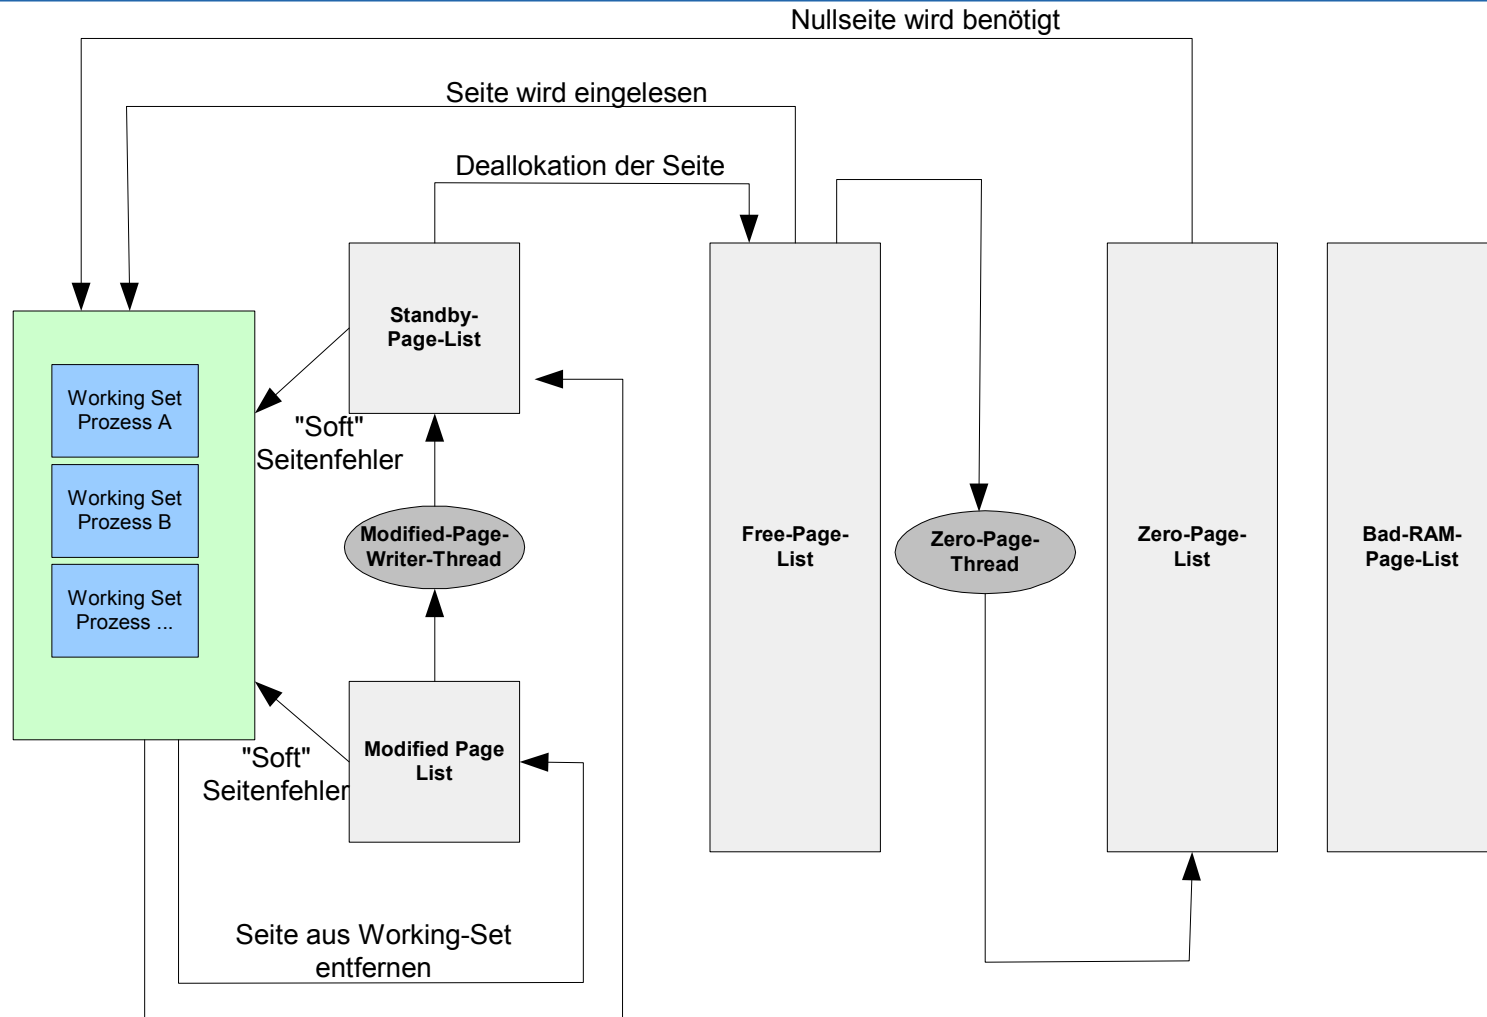 Nullseite wird benötigt
Seite wird eingelesen
Deallokation der Seite
Standby-
Page-List
Working Set
Prozess A
"Soft"
Seitenfehler
Working Set
Prozess B
Modified-Page-
Writer-Thread
Free-Page-
List
Zero-Page-
Thread
Zero-Page-
List
Bad-RAM-
Page-List
Working Set
Prozess ...
Modified Page
List
"Soft"
Seitenfehler
Seite aus Working-Set
entfernen